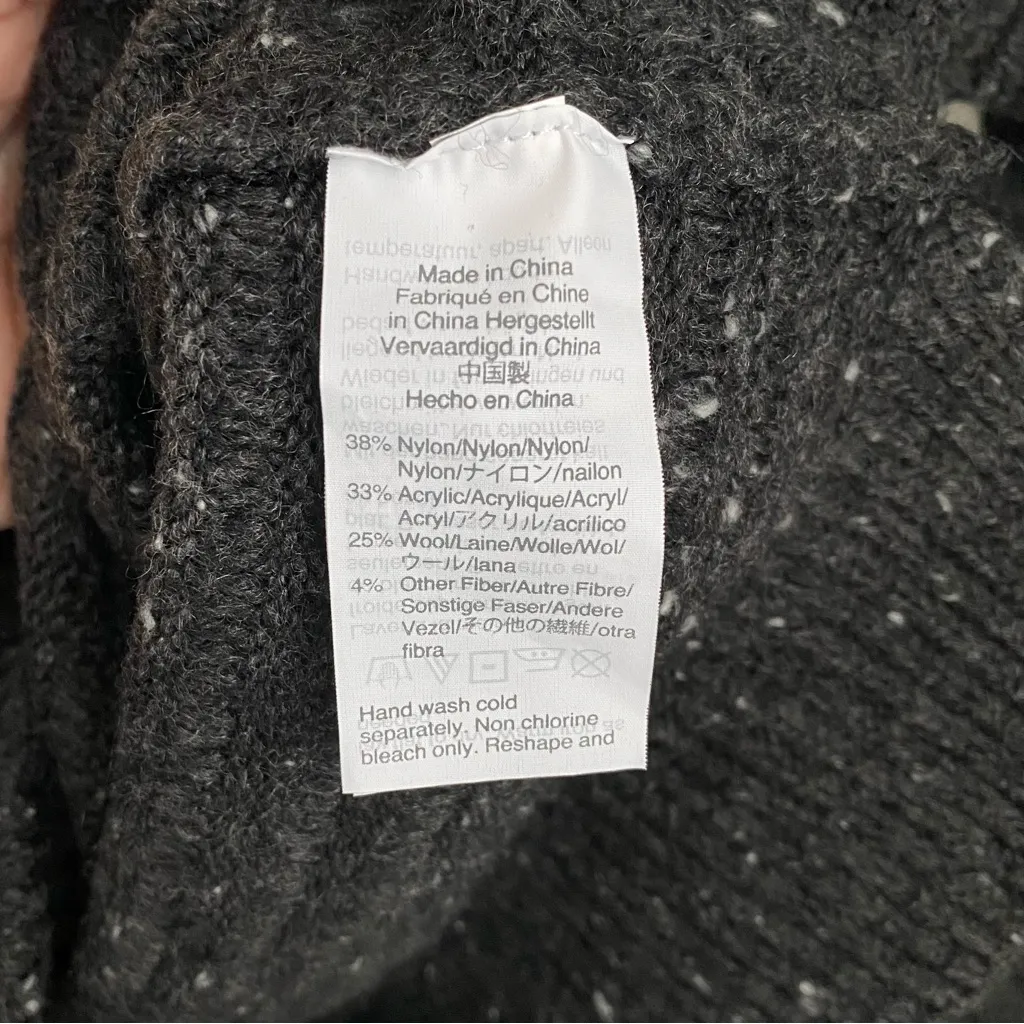 Made in China
Fabriqué en Chine
in China Hergestellt
Vervaardigd in China
中国製
Hecho en China
38% Nylon/Nylon/Nylon/
Nylon/ナイロン/nailon
33% Acrylic/Acrylique/Acryl/
Acryl/アクリル/acrílico
25% Wool/Laine/Wolle/Wol/
ウール/lana
4% Other Fiber/Autre Fibre/
Sonstige Faser/Andere
Vezel/その他の繊維/otra
fibra
Hand wash cold
separately. Non chlorine
bleach only. Reshape and